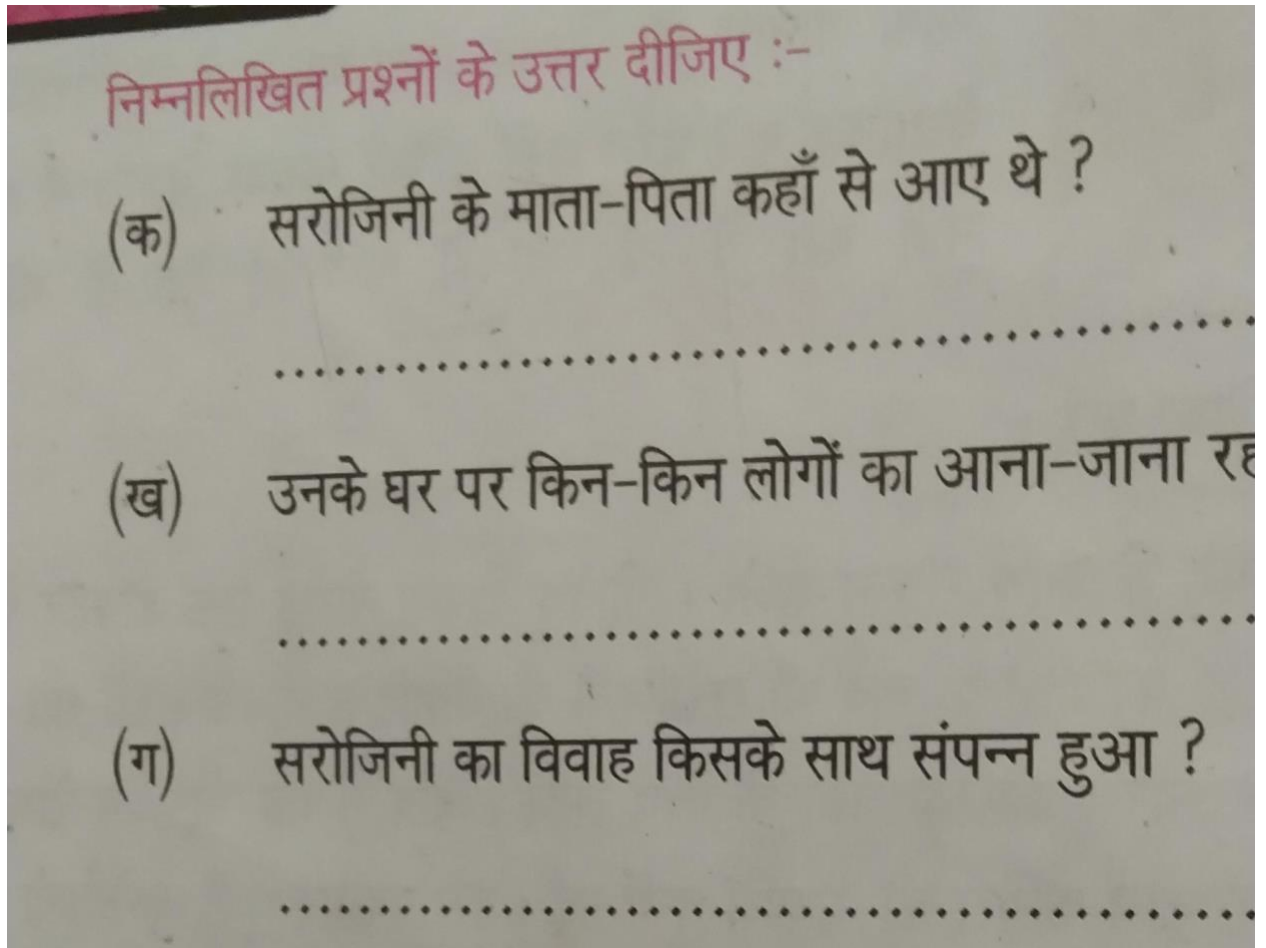 निम्नलिखित प्रश्नों के उत्तर दीजिए :–
(क) सरोजिनी के माता-पिता कहाँ से आए थे ?
(ख) उनके घर पर किन-किन लोगों का आना-जाना
(ग) सरोजिनी का विवाह किसके साथ संपन्न हुआ ?